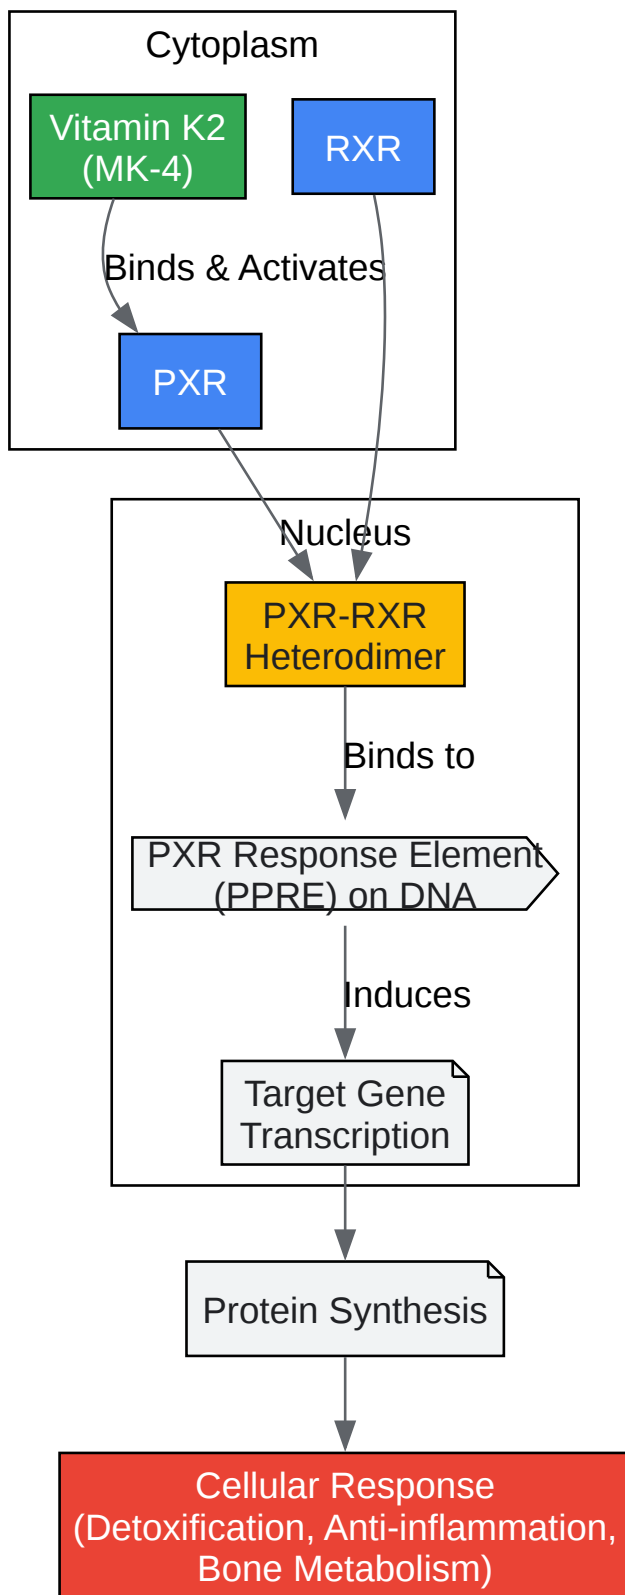 Cytoplasm
Vitamin K2
(MK-4)
RXR
Binds & Activates
PXR
Nucleus
PXR-RXR
Heterodimer
Binds to
PXR Response Element
(PPRE) on DNA
Induces
Target Gene
Transcription
Protein Synthesis
Cellular Response
(Detoxification, Anti-inflammation,
Bone Metabolism)